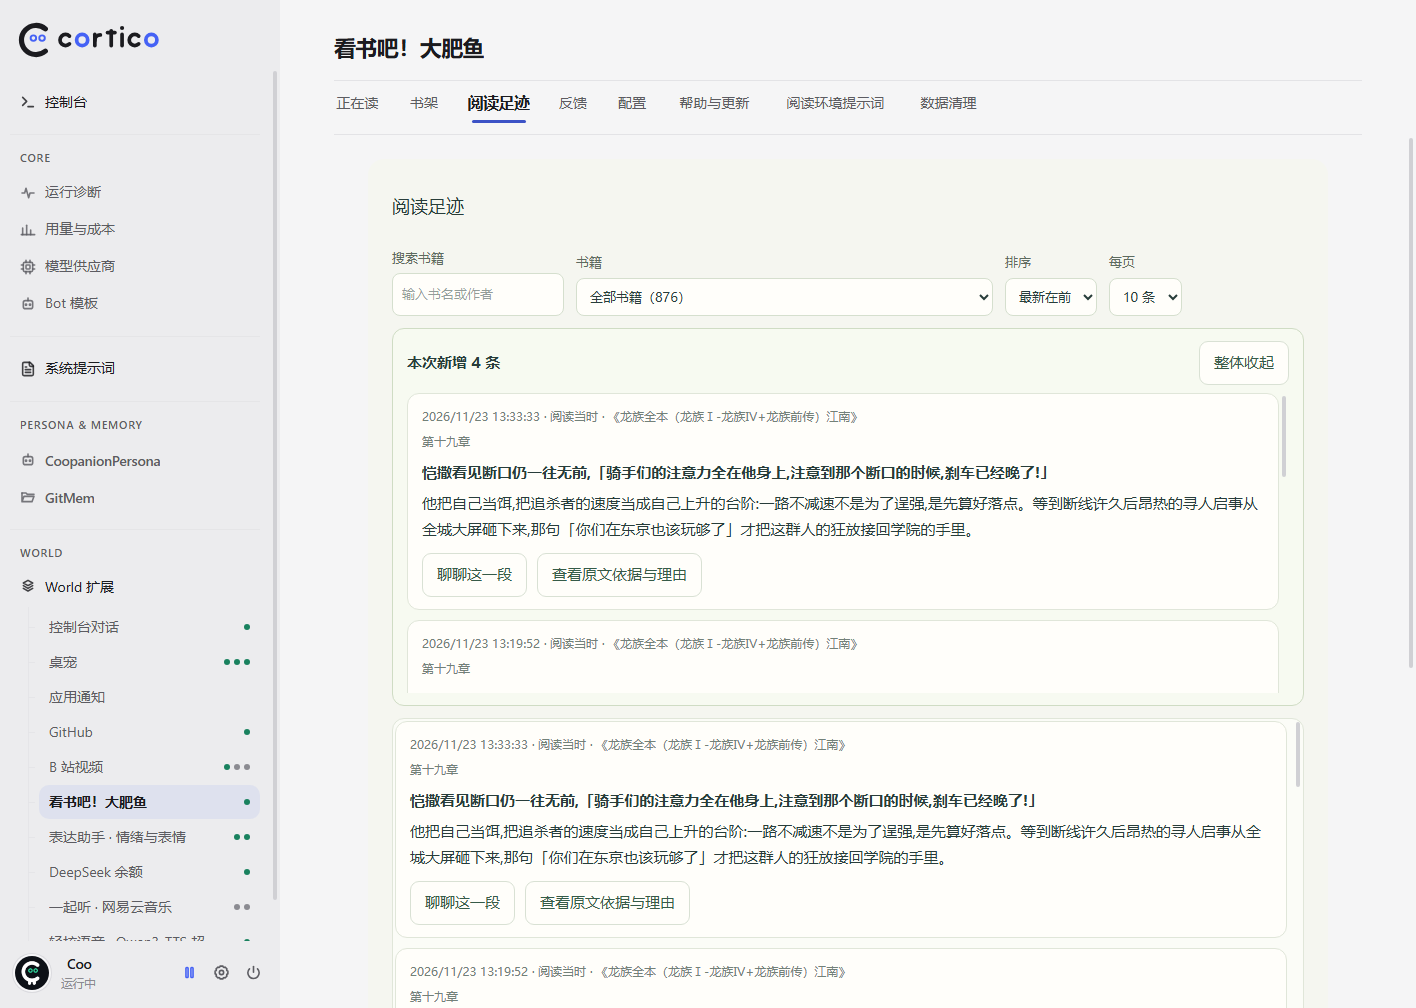 cortico
控制台
CORE
运行诊断
用量与成本
模型供应商
Bot 模板
系统提示词
PERSONA & MEMORY
CoopanionPersona
GitMem
WORLD
World 扩展
控制台对话
桌宠
应用通知
GitHub
B 站视频
看书吧！大肥鱼
表达助手 · 情绪与表情
DeepSeek 余额
一起听 · 网易云音乐
Coo
运行中
看书吧！大肥鱼
正在读 书架 阅读足迹 反馈 配置 帮助与更新 阅读环境提示词 数据清理
阅读足迹
搜索书籍 书籍 排序 每页
输入书名或作者 全部书籍（876） 最新在前 10 条
本次新增 4 条 整体收起
2026/11/23 13:33:33 · 阅读当时 · 《龙族全本（龙族Ⅰ-龙族Ⅳ+龙族前传）江南》
第十九章
恺撒看见断口仍一往无前,「骑手们的注意力全在他身上,注意到那个断口的时候,刹车已经晚了!」
他把自己当饵,把追杀者的速度当成自己上升的台阶:一路不减速不是为了逞强,是先算好落点。等到断线许久后昂热的寻人启事从
全城大屏砸下来,那句「你们在东京也该玩够了」才把这群人的狂放接回学院的手里。
聊聊这一段 查看原文依据与理由
2026/11/23 13:19:52 · 阅读当时 · 《龙族全本（龙族Ⅰ-龙族Ⅳ+龙族前传）江南》
第十九章
2026/11/23 13:33:33 · 阅读当时 · 《龙族全本（龙族Ⅰ-龙族Ⅳ+龙族前传）江南》
第十九章
恺撒看见断口仍一往无前,「骑手们的注意力全在他身上,注意到那个断口的时候,刹车已经晚了!」
他把自己当饵,把追杀者的速度当成自己上升的台阶:一路不减速不是为了逞强,是先算好落点。等到断线许久后昂热的寻人启事从全
城大屏砸下来,那句「你们在东京也该玩够了」才把这群人的狂放接回学院的手里。
聊聊这一段 查看原文依据与理由
2026/11/23 13:19:52 · 阅读当时 · 《龙族全本（龙族Ⅰ-龙族Ⅳ+龙族前传）江南》
第十九章